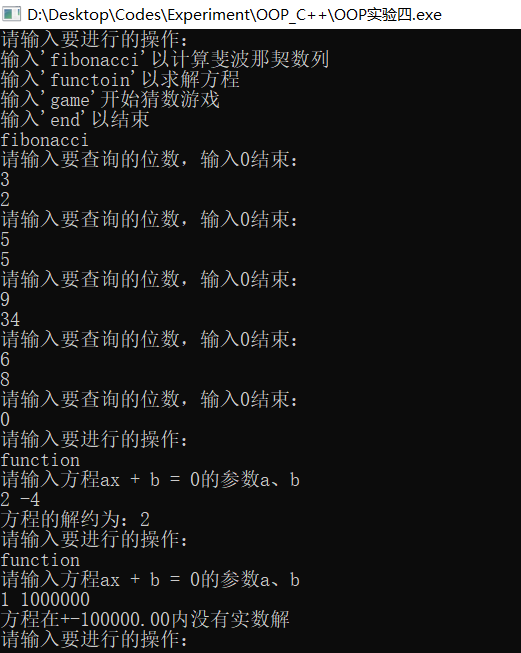 D:\Desktop\Codes\Experiment\OOP_C++\OOP实验四.exe
请输入要进行的操作:
输入'fibonacci'以计算斐波那契数列
输入'functoin'以求解方程
输入'game'开始猜数游戏
输入'end'以结束
fibonacci
请输入要查询的位数，输入0结束:
3
2
请输入要查询的位数，输入0结束:
5
5
请输入要查询的位数，输入0结束:
9
34
请输入要查询的位数，输入0结束:
6
8
请输入要查询的位数，输入0结束:
0
请输入要进行的操作:
function
请输入方程ax + b = 0的参数a、b
2 -4
方程的解约为: 2
请输入要进行的操作:
function
请输入方程ax + b = 0的参数a、b
1 1000000
方程在+-100000.00内没有实数解
请输入要进行的操作: